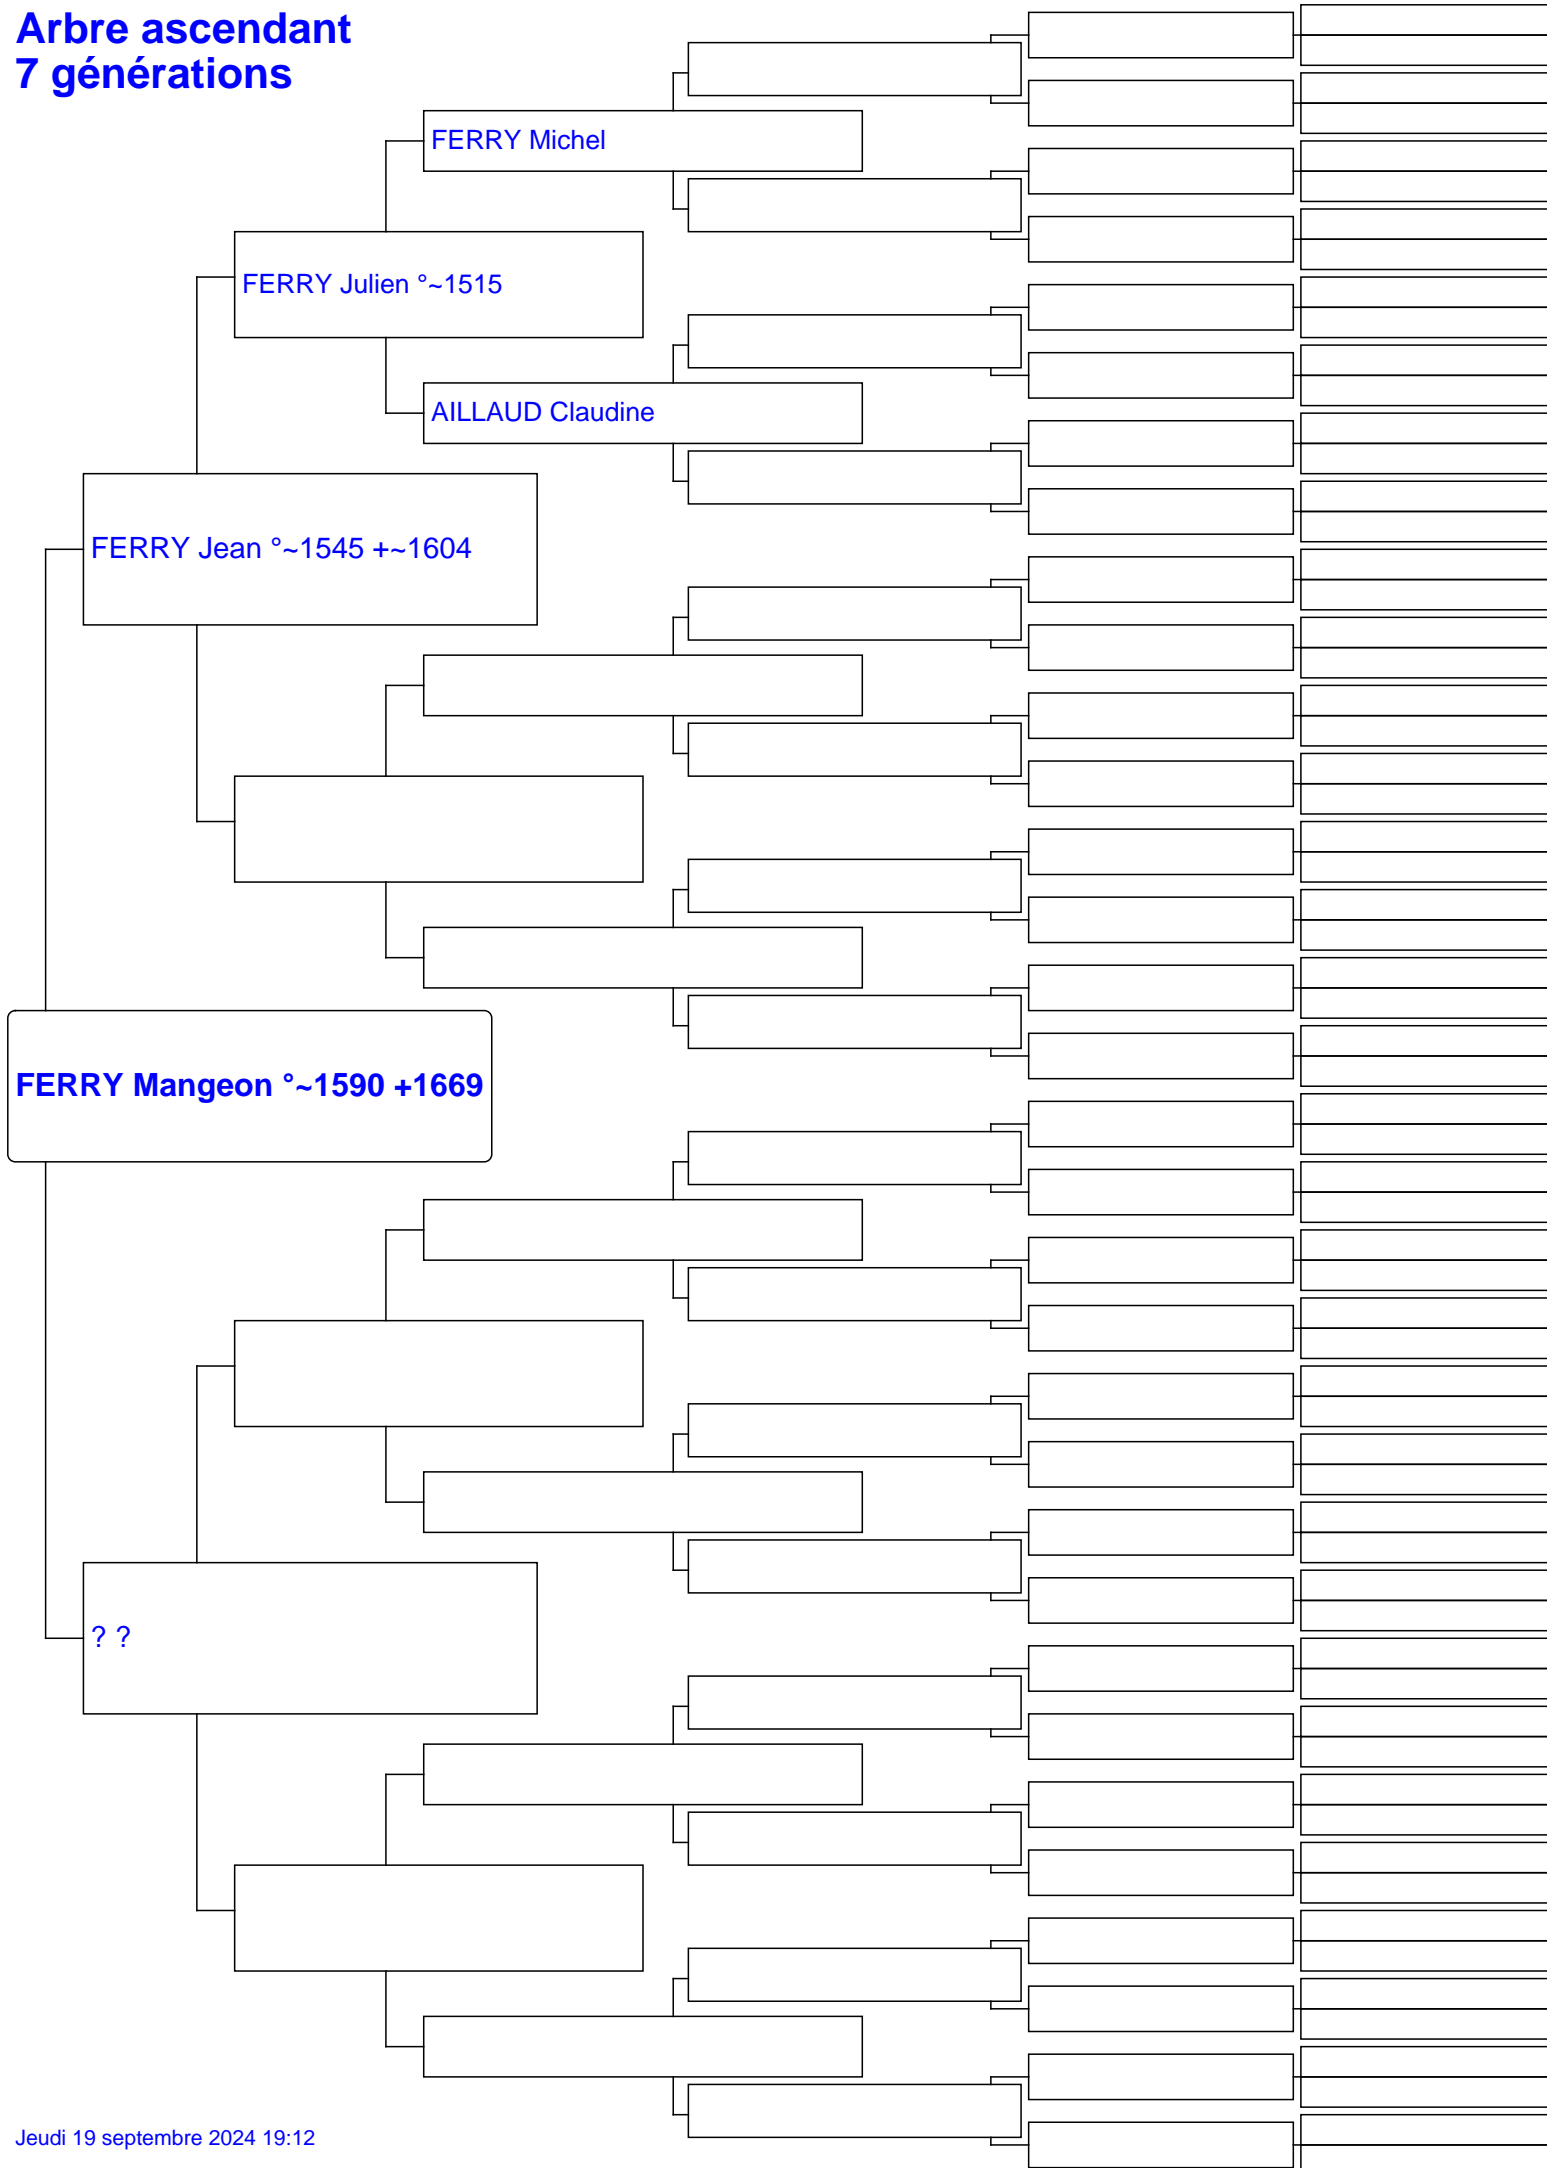 Arbre ascendant
7 générations
FERRY Michel
FERRY Julien °~1515
AILLAUD Claudine
FERRY Jean °~1545 +~1604
FERRY Mangeon °~1590 +1669
? ?
Jeudi 19 septembre 2024 19:12